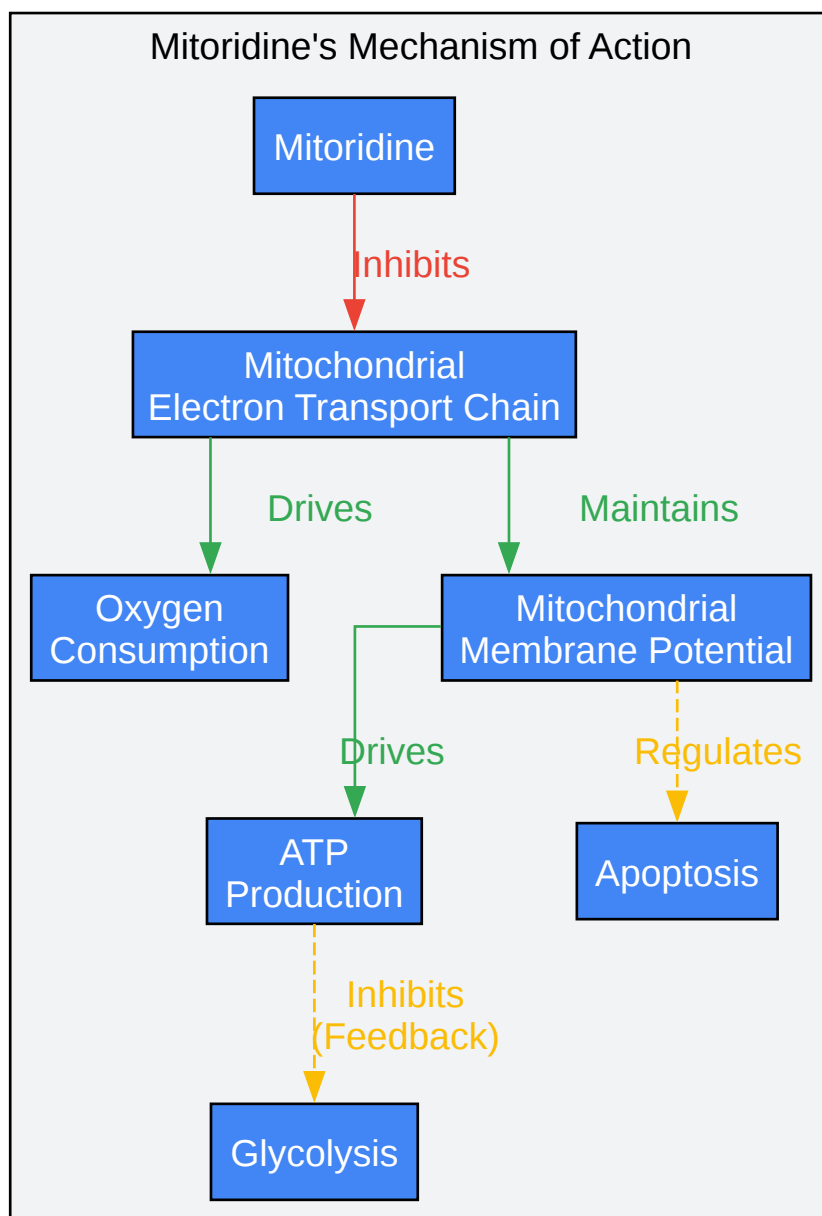 Mitoridine's Mechanism of Action
Mitoridine
Inhibits
Mitochondrial
Electron Transport Chain
Drives
Maintains
Oxygen
Consumption
Mitochondrial
Membrane Potential
Drives
Regulates
ATP
Production
Apoptosis
Inhibits
(Feedback)
Glycolysis